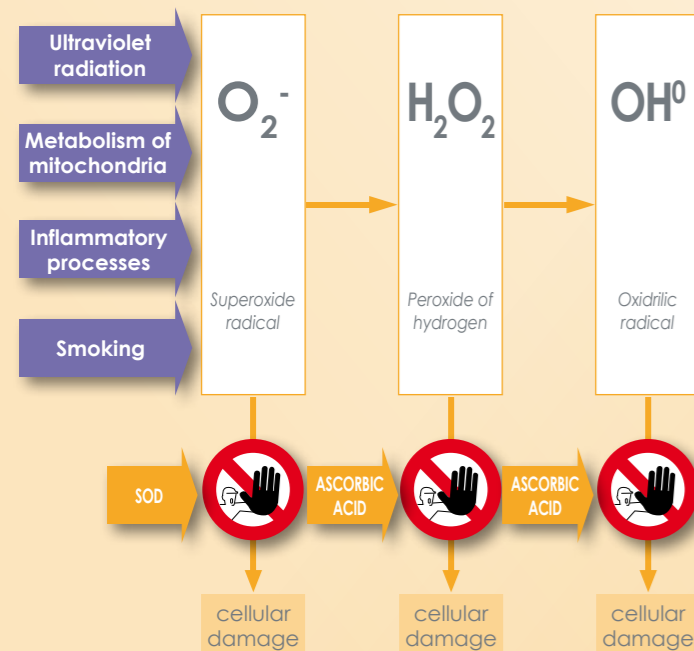 Ultraviolet
radiation
Metabolism of
mitochondria
Inflammatory
processes
Smoking
O₂⁻
Superoxide
radical
H₂O₂
Peroxide of
hydrogen
OH⁰
Oxidrilic
radical
SOD
ASCORBIC
ACID
ASCORBIC
ACID
cellular
damage
cellular
damage
cellular
damage